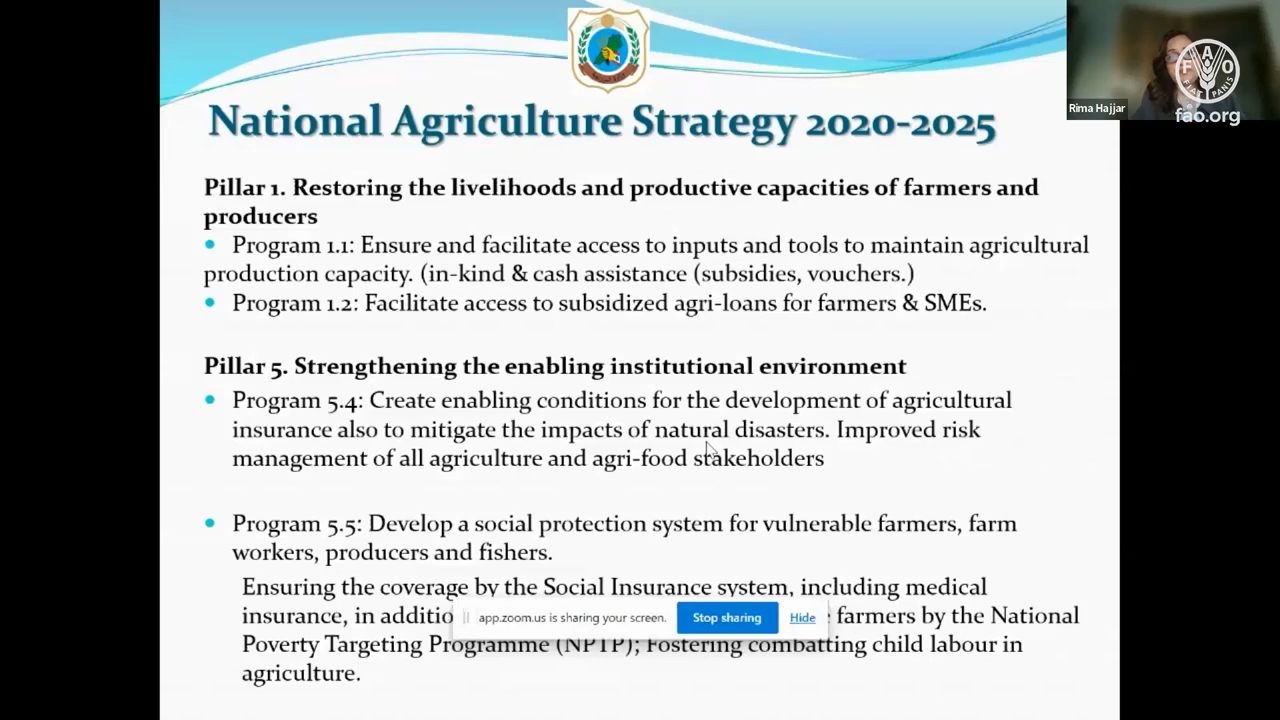 National Agriculture Strategy 2020-2025
Pillar 1. Restoring the livelihoods and productive capacities of farmers and
producers
Program 1.1: Ensure and facilitate access to inputs and tools to maintain agricultural
production capacity. (in-kind & cash assistance (subsidies, vouchers.)
Program 1.2: Facilitate access to subsidized agri-loans for farmers & SMEs.
Pillar 5. Strengthening the enabling institutional environment
Program 5.4: Create enabling conditions for the development of agricultural
insurance also to mitigate the impacts of natural disasters. Improved risk
management of all agriculture and agri-food stakeholders
Program 5.5: Develop a social protection system for vulnerable farmers, farm
workers, producers and fishers.
Ensuring the coverage by the Social Insurance system, including medical
insurance, in farmers by the National
Poverty Targeting Programme (NPTP); Fostering combatting child labour in
agriculture.
app.zoom.us is sharing your screen. Stop sharing Hide
Rima Hajjar
F A O
FIAT PANIS
fao.org